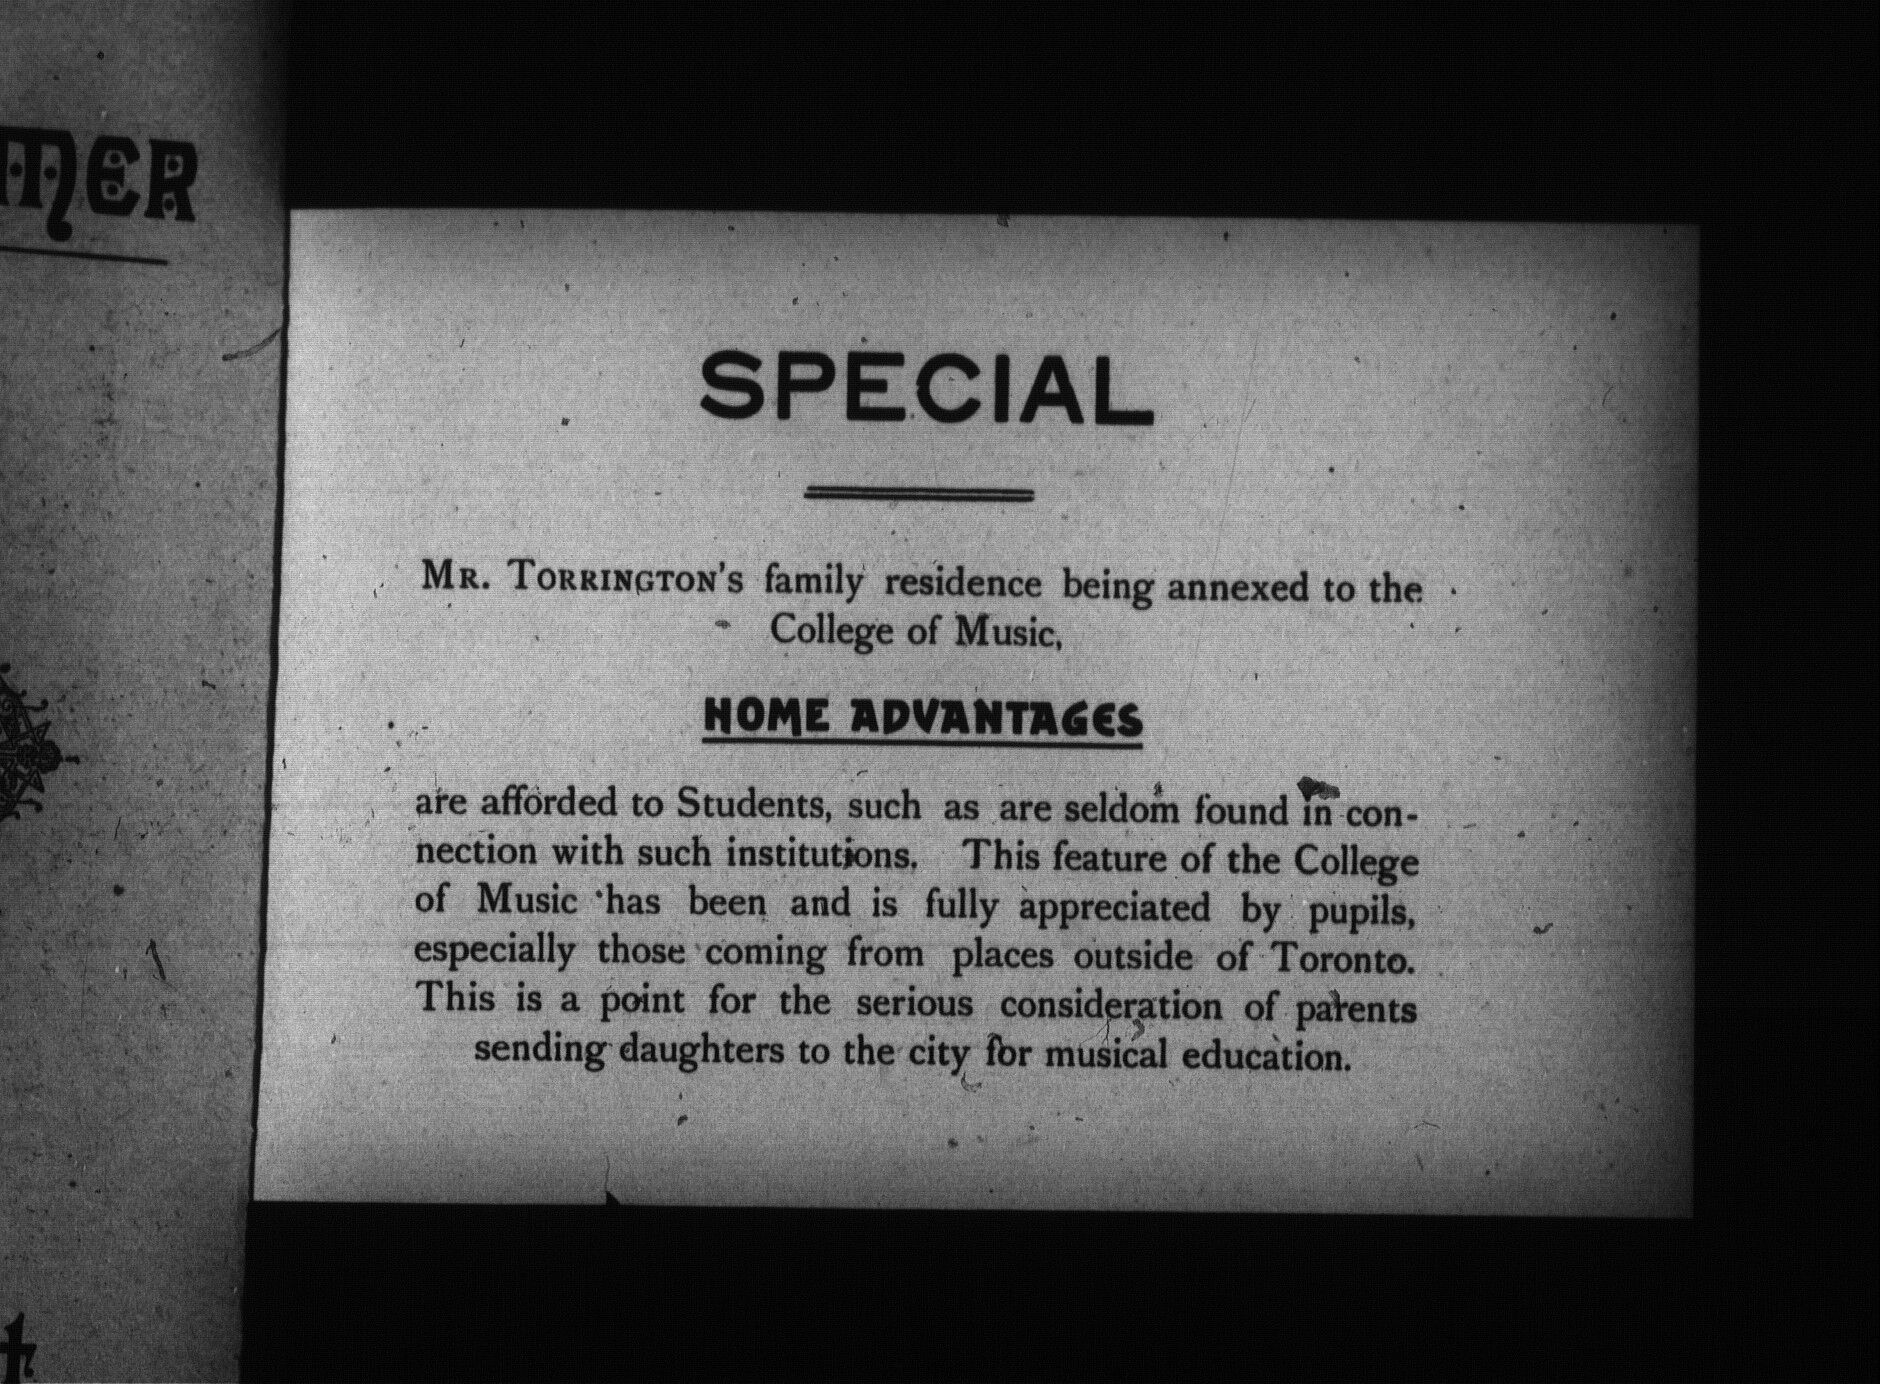 SPECIAL
MR. TORRINGTON'S family residence being annexed to the
College of Music,
HOME ADVANTAGES
are afforded to Students, such as are seldom found in con-
nection with such institutions. This feature of the College
of Music has been and is fully appreciated by pupils,
especially those coming from places outside of Toronto.
This is a point for the serious consideration of parents
sending daughters to the city for musical education.